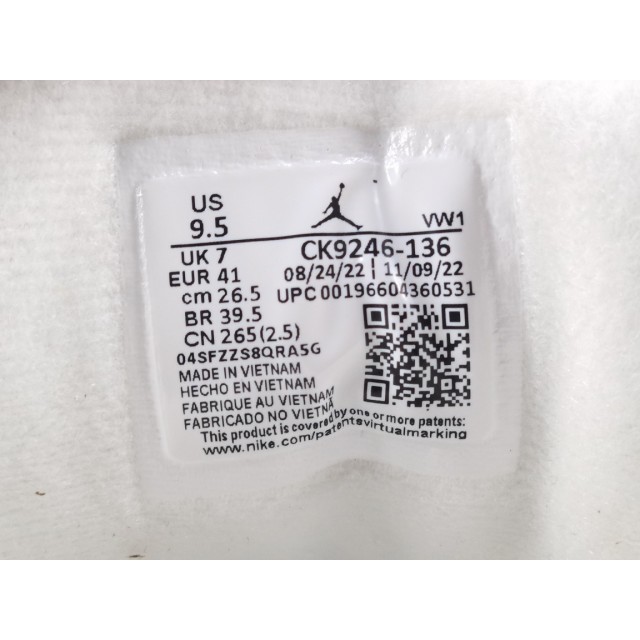 US
9.5
VW1
UK 7
CK9246-136
EUR 41
08/24/22 | 11/09/22
cm 26.5
UPC 00196604360531
BR 39.5
CN 265(2.5)
04SFZZS8QRA5G
MADE IN VIETNAM
HECHO EN VIETNAM
FABRIQUE AU VIETNAM
FABRICADO NO VIETNÃ
This product is covered by one or more patents:
www.nike.com/patentsvirtualmarking